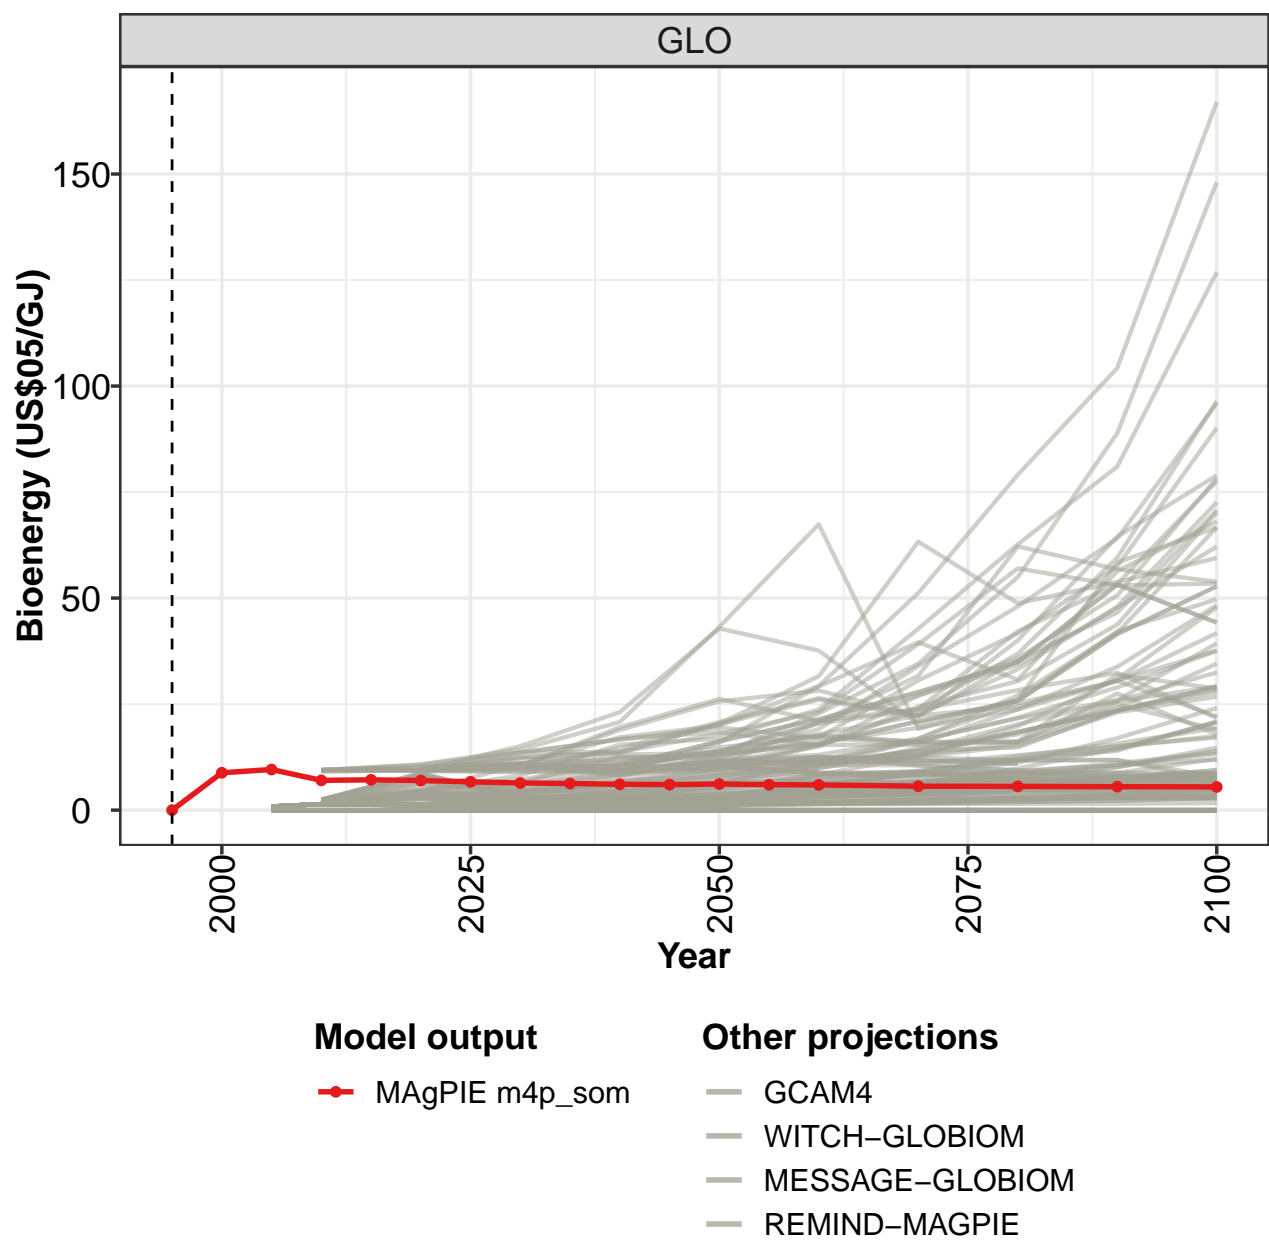 GLO
150
100
50
0
Bioenergy (US$05/GJ)
2000
2025
2050
2075
2100
Year
Model output
MAgPIE m4p_som
Other projections
GCAM4
WITCH−GLOBIOM
MESSAGE−GLOBIOM
REMIND−MAGPIE